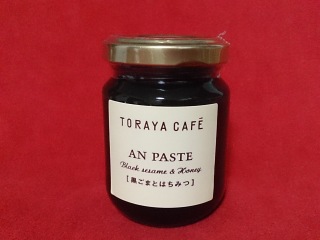 TORAYA CAFÉ
AN PASTE
Black sesame & Honey
[黒ごまとはちみつ]